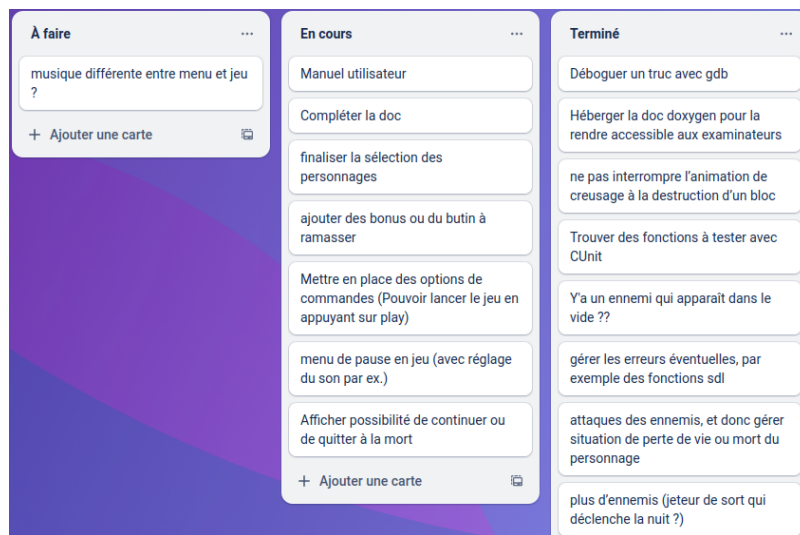 À faire
musique différente entre menu et jeu
?
Ajouter une carte
En cours
Manuel utilisateur
Compléter la doc
finaliser la sélection des
personnages
ajouter des bonus ou du butin à
ramasser
Mettre en place des options de
commandes (Pouvoir lancer le jeu en
appuyant sur play)
menu de pause en jeu (avec réglage
du son par ex.)
Afficher possibilité de continuer ou
de quitter à la mort
Ajouter une carte
Terminé
Déboguer un truc avec gdb
Héberger la doc doxygen pour la
rendre accessible aux examinateurs
ne pas interrompre l'animation de
creusage à la destruction d'un bloc
Trouver des fonctions à tester avec
CUnit
Y'a un ennemi qui apparaît dans le
vide ??
gérer les erreurs éventuelles, par
exemple des fonctions sdl
attaques des ennemis, et donc gérer
situation de perte de vie ou mort du
personnage
plus d'ennemis (jeteur de sort qui
déclenche la nuit ?)